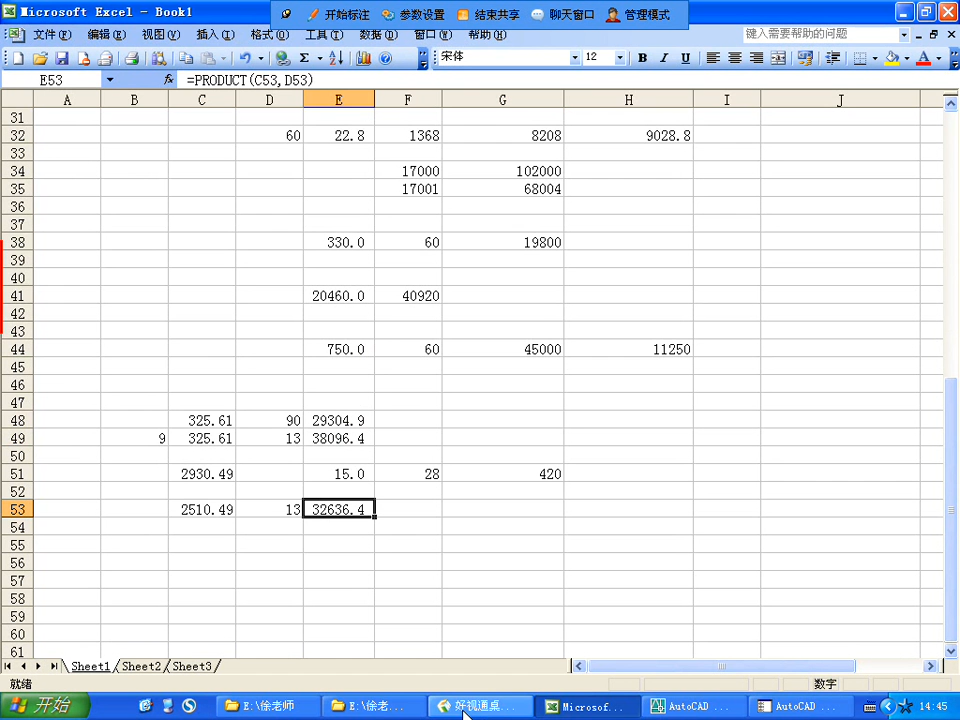 Microsoft Excel - Book1
开始标注 参数设置 结束共享 聊天窗口 管理模式
文件(F) 编辑(E) 视图(V) 插入(I) 格式(O) 工具(T) 数据(D) 窗口(W) 帮助(H) 键入需要帮助的问题
宋体 12 B I U
E53 fx =PRODUCT(C53,D53)
A B C D E F G H I J
31
32 60 22.8 1368 8208 9028.8
33
34 17000 102000
35 17001 68004
36
37
38 330.0 60 19800
39
40
41 20460.0 40920
42
43
44 750.0 60 45000 11250
45
46
47
48 325.61 90 29304.9
49 9 325.61 13 38096.4
50
51 2930.49 15.0 28 420
52
53 2510.49 13 32636.4
54
55
56
57
58
59
60
61
Sheet1 Sheet2 Sheet3
就绪 数字
开始 E:\徐老师 E:\徐老... 好视通桌... Microsof... AutoCAD ... AutoCAD ... 14:45